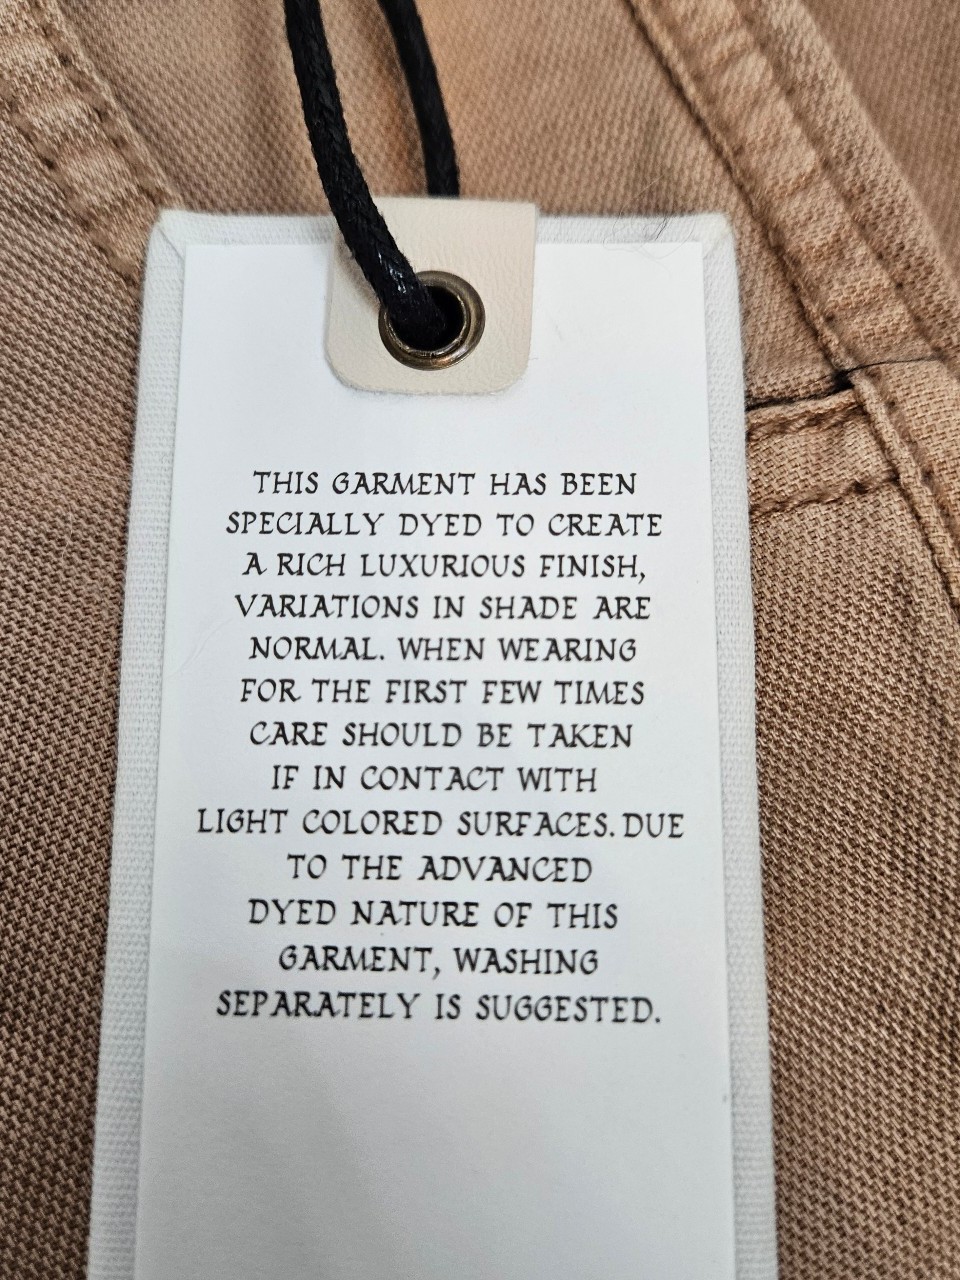 THIS GARMENT HAS BEEN
SPECIALLY DYED TO CREATE
A RICH LUXURIOUS FINISH,
VARIATIONS IN SHADE ARE
NORMAL. WHEN WEARING
FOR THE FIRST FEW TIMES
CARE SHOULD BE TAKEN
IF IN CONTACT WITH
LIGHT COLORED SURFACES. DUE
TO THE ADVANCED
DYED NATURE OF THIS
GARMENT, WASHING
SEPARATELY IS SUGGESTED.